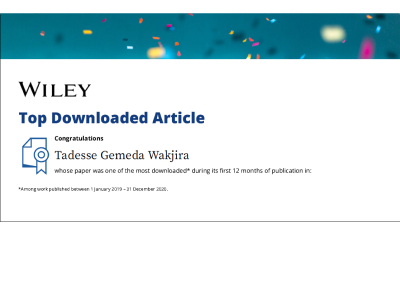 WILEY
Top Downloaded Article
Congratulations
Tadesse Gemeda Wakjira
whose paper was one of the most downloaded* during its first 12 months of publication in:
*Among work published between 1 January 2019 – 31 December 2020.